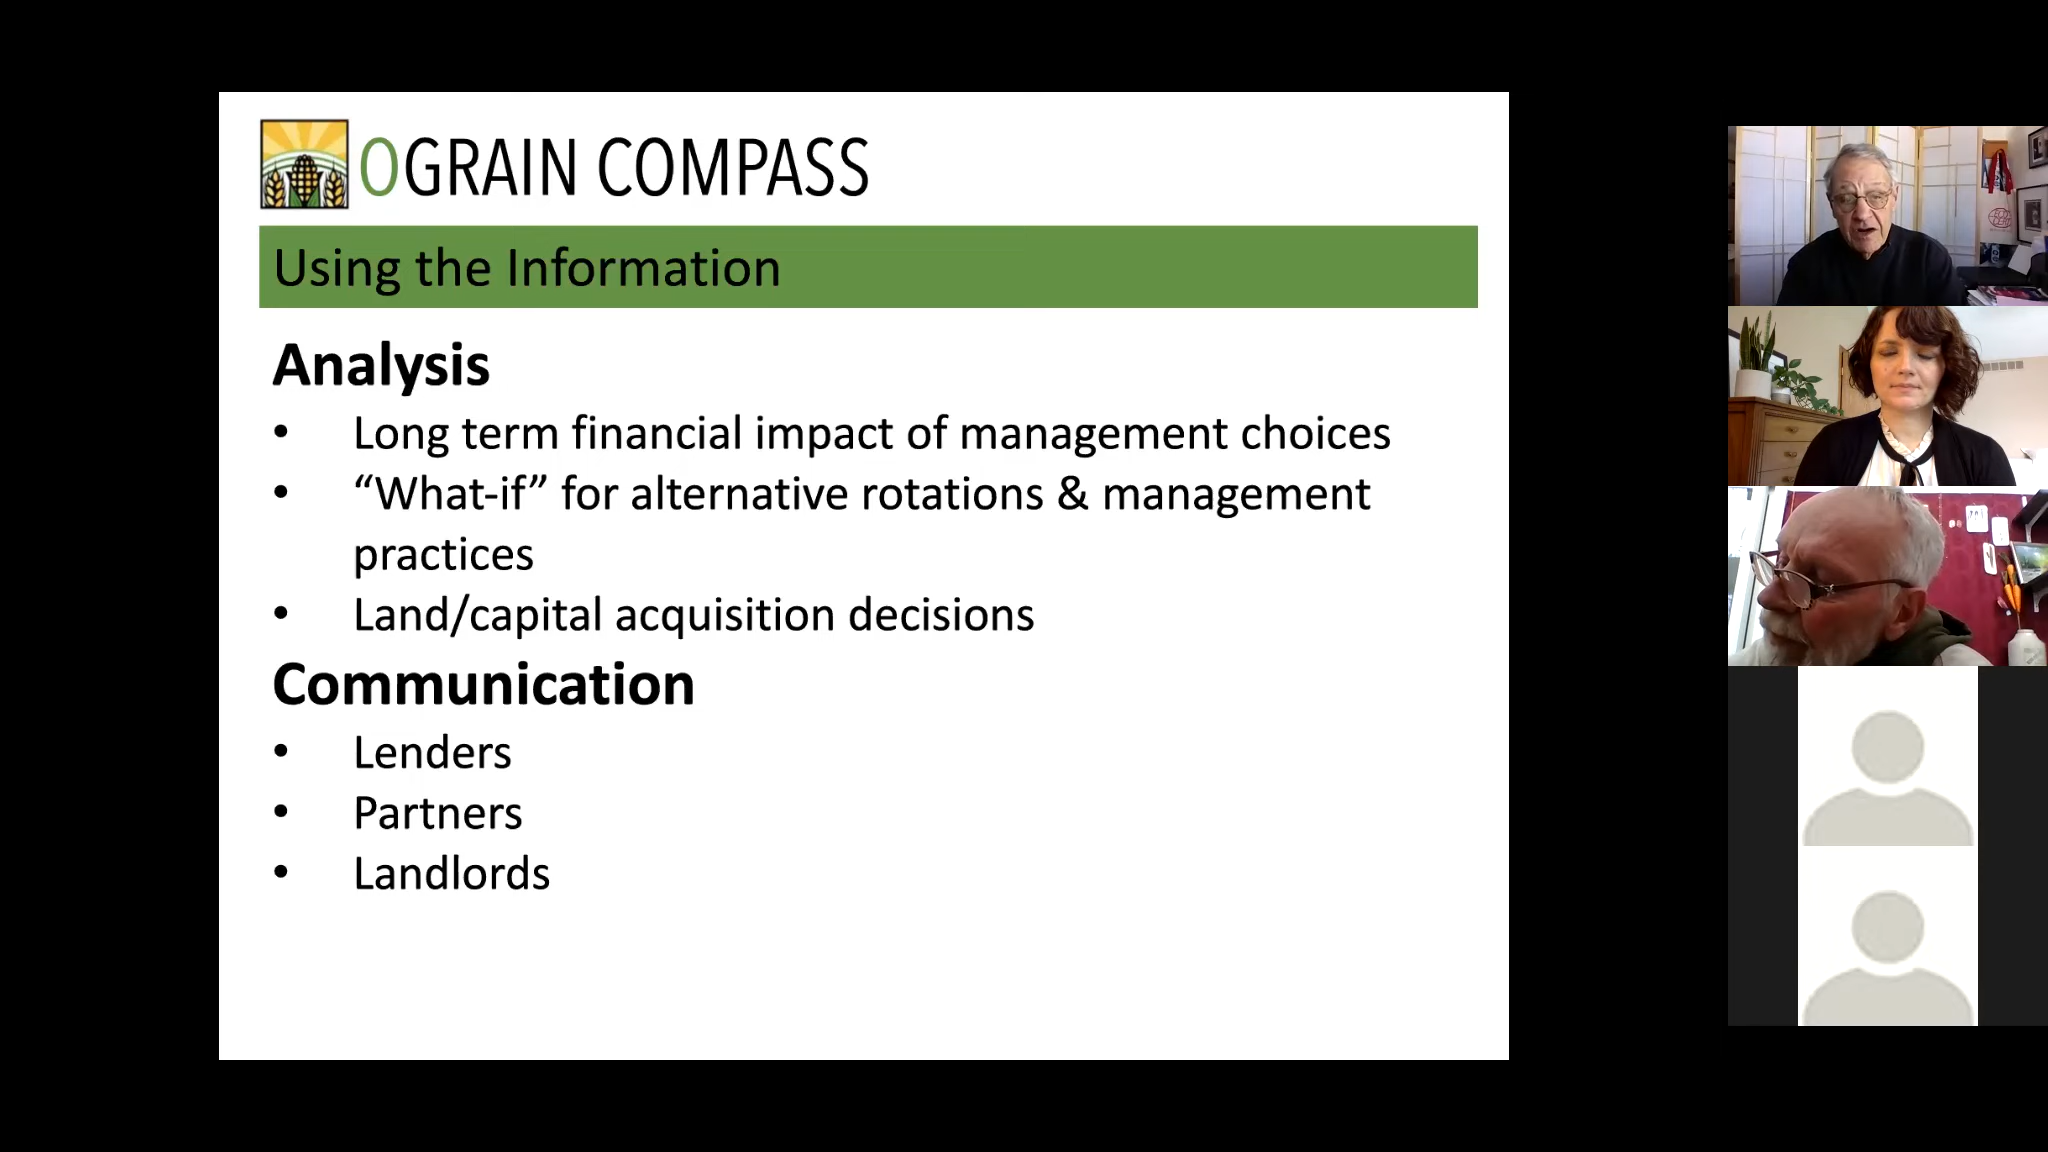 OGRAIN COMPASS
Using the Information
Analysis
• Long term financial impact of management choices
• “What-if” for alternative rotations & management
practices
• Land/capital acquisition decisions
Communication
• Lenders
• Partners
• Landlords